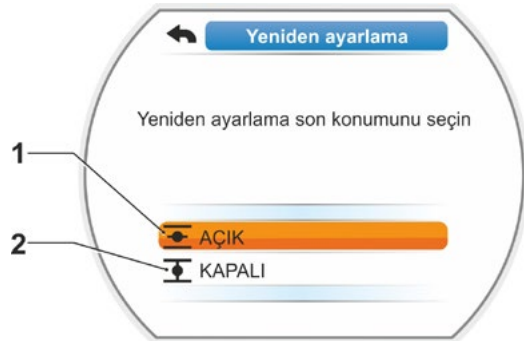 Yeniden ayarlama
Yeniden ayarlama son konumunu seçin
1
AÇIK
2
KAPALI